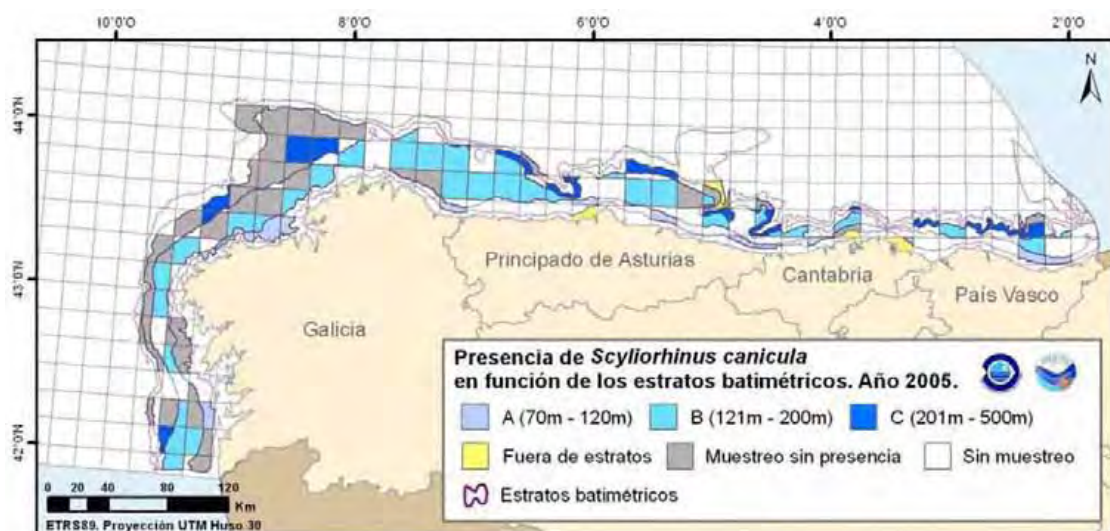 10°0'O 8°0'O 6°0'O 4°0'O 2°0'O
N
44°0'N
43°0'N
42°0'N
Principado de Asturias
Cantabria
País Vasco
Galicia
Presencia de Scyliorhinus canicula
en función de los estratos batimétricos. Año 2005.
A (70m - 120m) B (121m - 200m) C (201m - 500m)
Fuera de estratos Muestreo sin presencia Sin muestreo
Estratos batimétricos
0 20 40 80 120
Km
ETRS89. Proyección UTM Huso 30